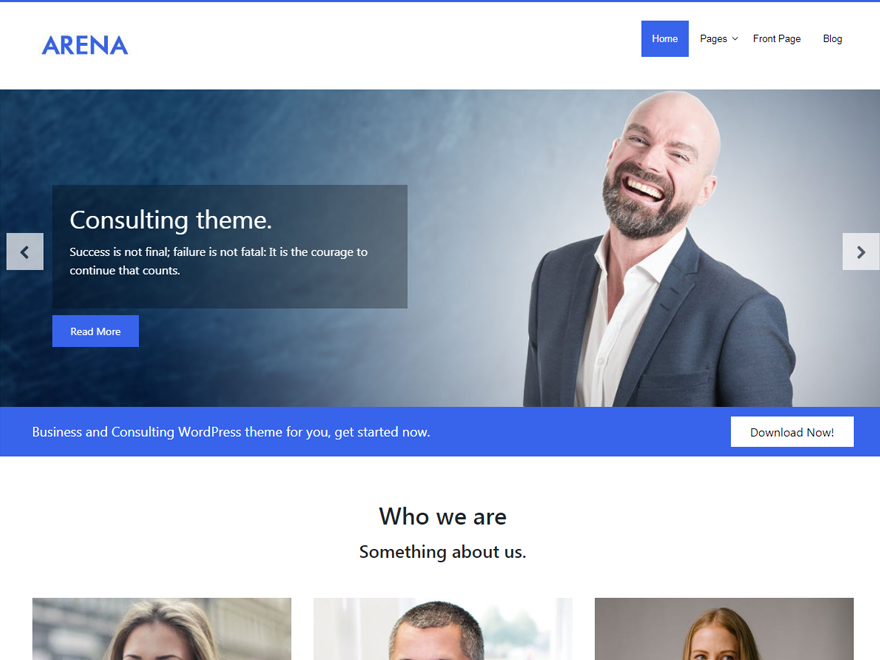 ARENA
Home Pages Front Page Blog
Consulting theme.
Success is not final; failure is not fatal: It is the courage to
continue that counts.
Read More
Business and Consulting WordPress theme for you, get started now.
Download Now!
Who we are
Something about us.